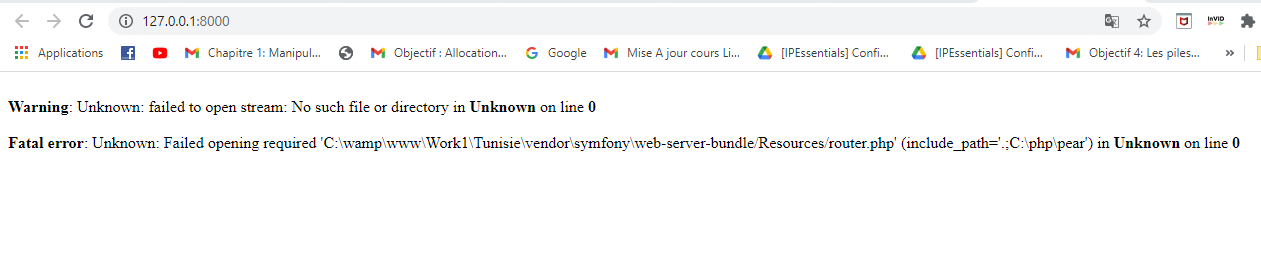 127.0.0.1:8000
InVID
Applications Chapitre 1: Manipul... Objectif : Allocation... Google Mise A jour cours Li... [IPEssentials] Confi... [IPEssentials] Confi... Objectif 4: Les piles... »
Warning: Unknown: failed to open stream: No such file or directory in Unknown on line 0
Fatal error: Unknown: Failed opening required 'C:\wamp\www\Work1\Tunisie\vendor\symfony\web-server-bundle/Resources/router.php' (include_path='.;C:\php\pear') in Unknown on line 0